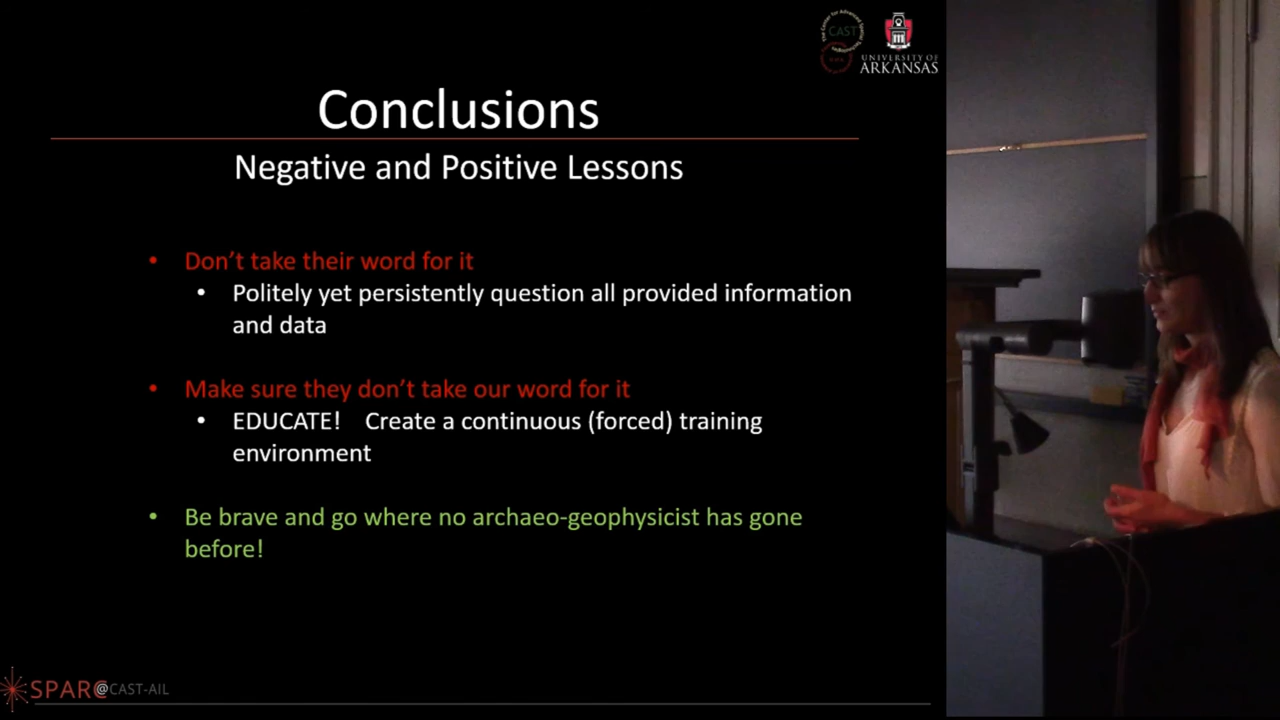 CAST
UNIVERSITY OF
ARKANSAS
Conclusions
Negative and Positive Lessons
• Don’t take their word for it
• Politely yet persistently question all provided information
and data
• Make sure they don’t take our word for it
• EDUCATE! Create a continuous (forced) training
environment
• Be brave and go where no archaeo-geophysicist has gone
before!
SPARC@CAST-AIL